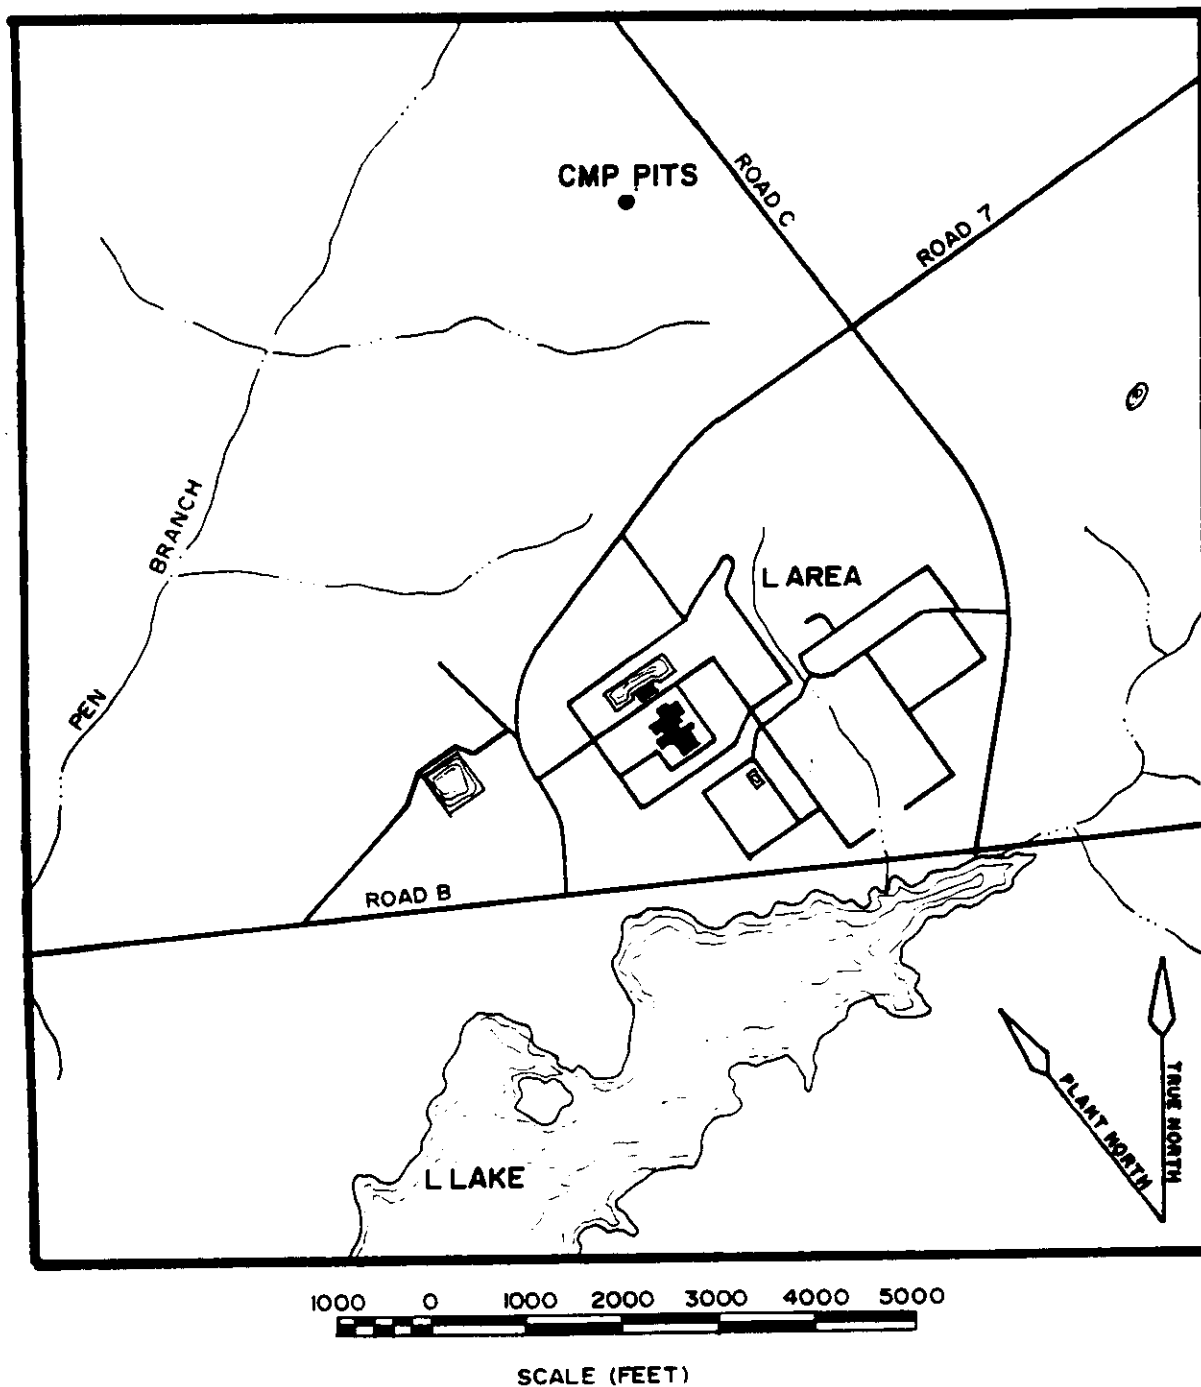 CMP PITS
ROAD C
ROAD 7
BRANCH
L AREA
PEN
ROAD B
L LAKE
PLANT NORTH
TRUE NORTH
1000 0 1000 2000 3000 4000 5000
SCALE (FEET)